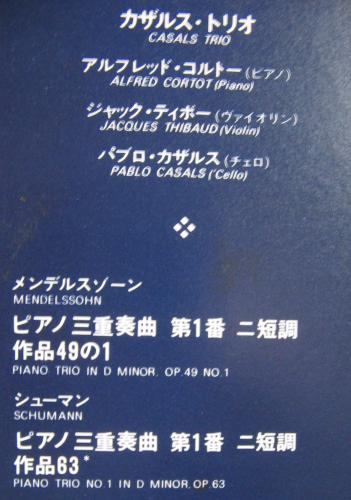 カザルス・トリオ
CASALS TRIO
アルフレッド・コルトー(ピアノ)
ALFRED CORTOT(Piano)
ジャック・ティボー(ヴァイオリン)
JACQUES THIBAUD(Violin)
パブロ・カザルス(チェロ)
PABLO CASALS('Cello)
メンデルスゾーン
MENDELSSOHN
ピアノ三重奏曲 第1番 ニ短調
作品49の1
PIANO TRIO IN D MINOR. OP.49 NO.1
シューマン
SCHUMANN
ピアノ三重奏曲 第1番 ニ短調
作品63*
PIANO TRIO NO 1 IN D MINOR, OP.63